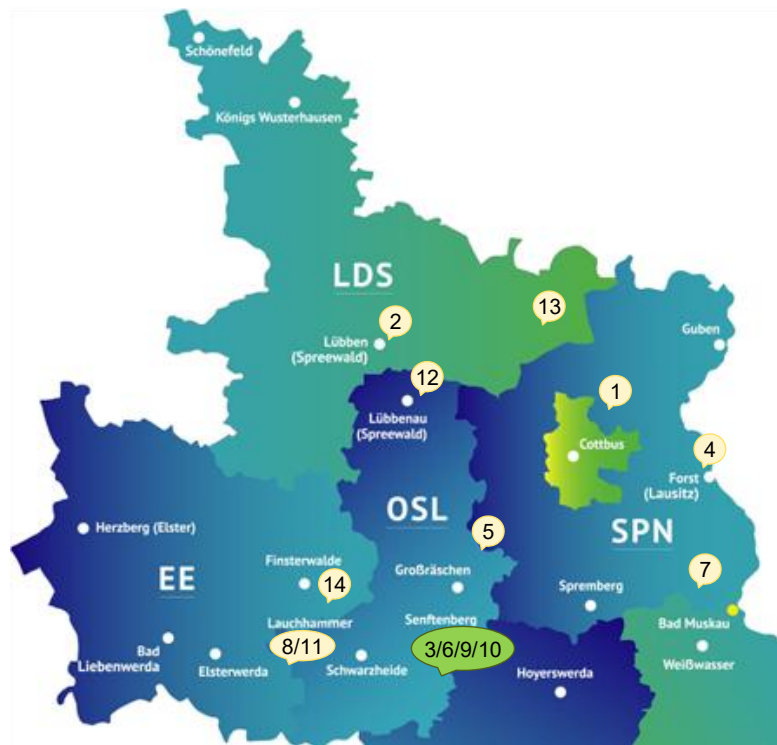 Schönefeld
Königs Wusterhausen
LDS
13
2
Guben
Lübben
(Spreewald)
12
1
Lübbenau
(Spreewald)
Cottbus
4
Forst
(Lausitz)
OSL
Herzberg (Elster)
5
SPN
EE
Finsterwalde
14
Großräschen
7
Spremberg
Lauchhammer
8/11
Senftenberg
3/6/9/10
Bad Muskau
Bad
Liebenwerda
Elsterwerda
Schwarzheide
Weißwasser
Hoyerswerda